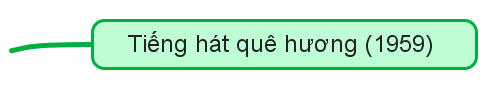 Tiếng hát quê hương (1959)